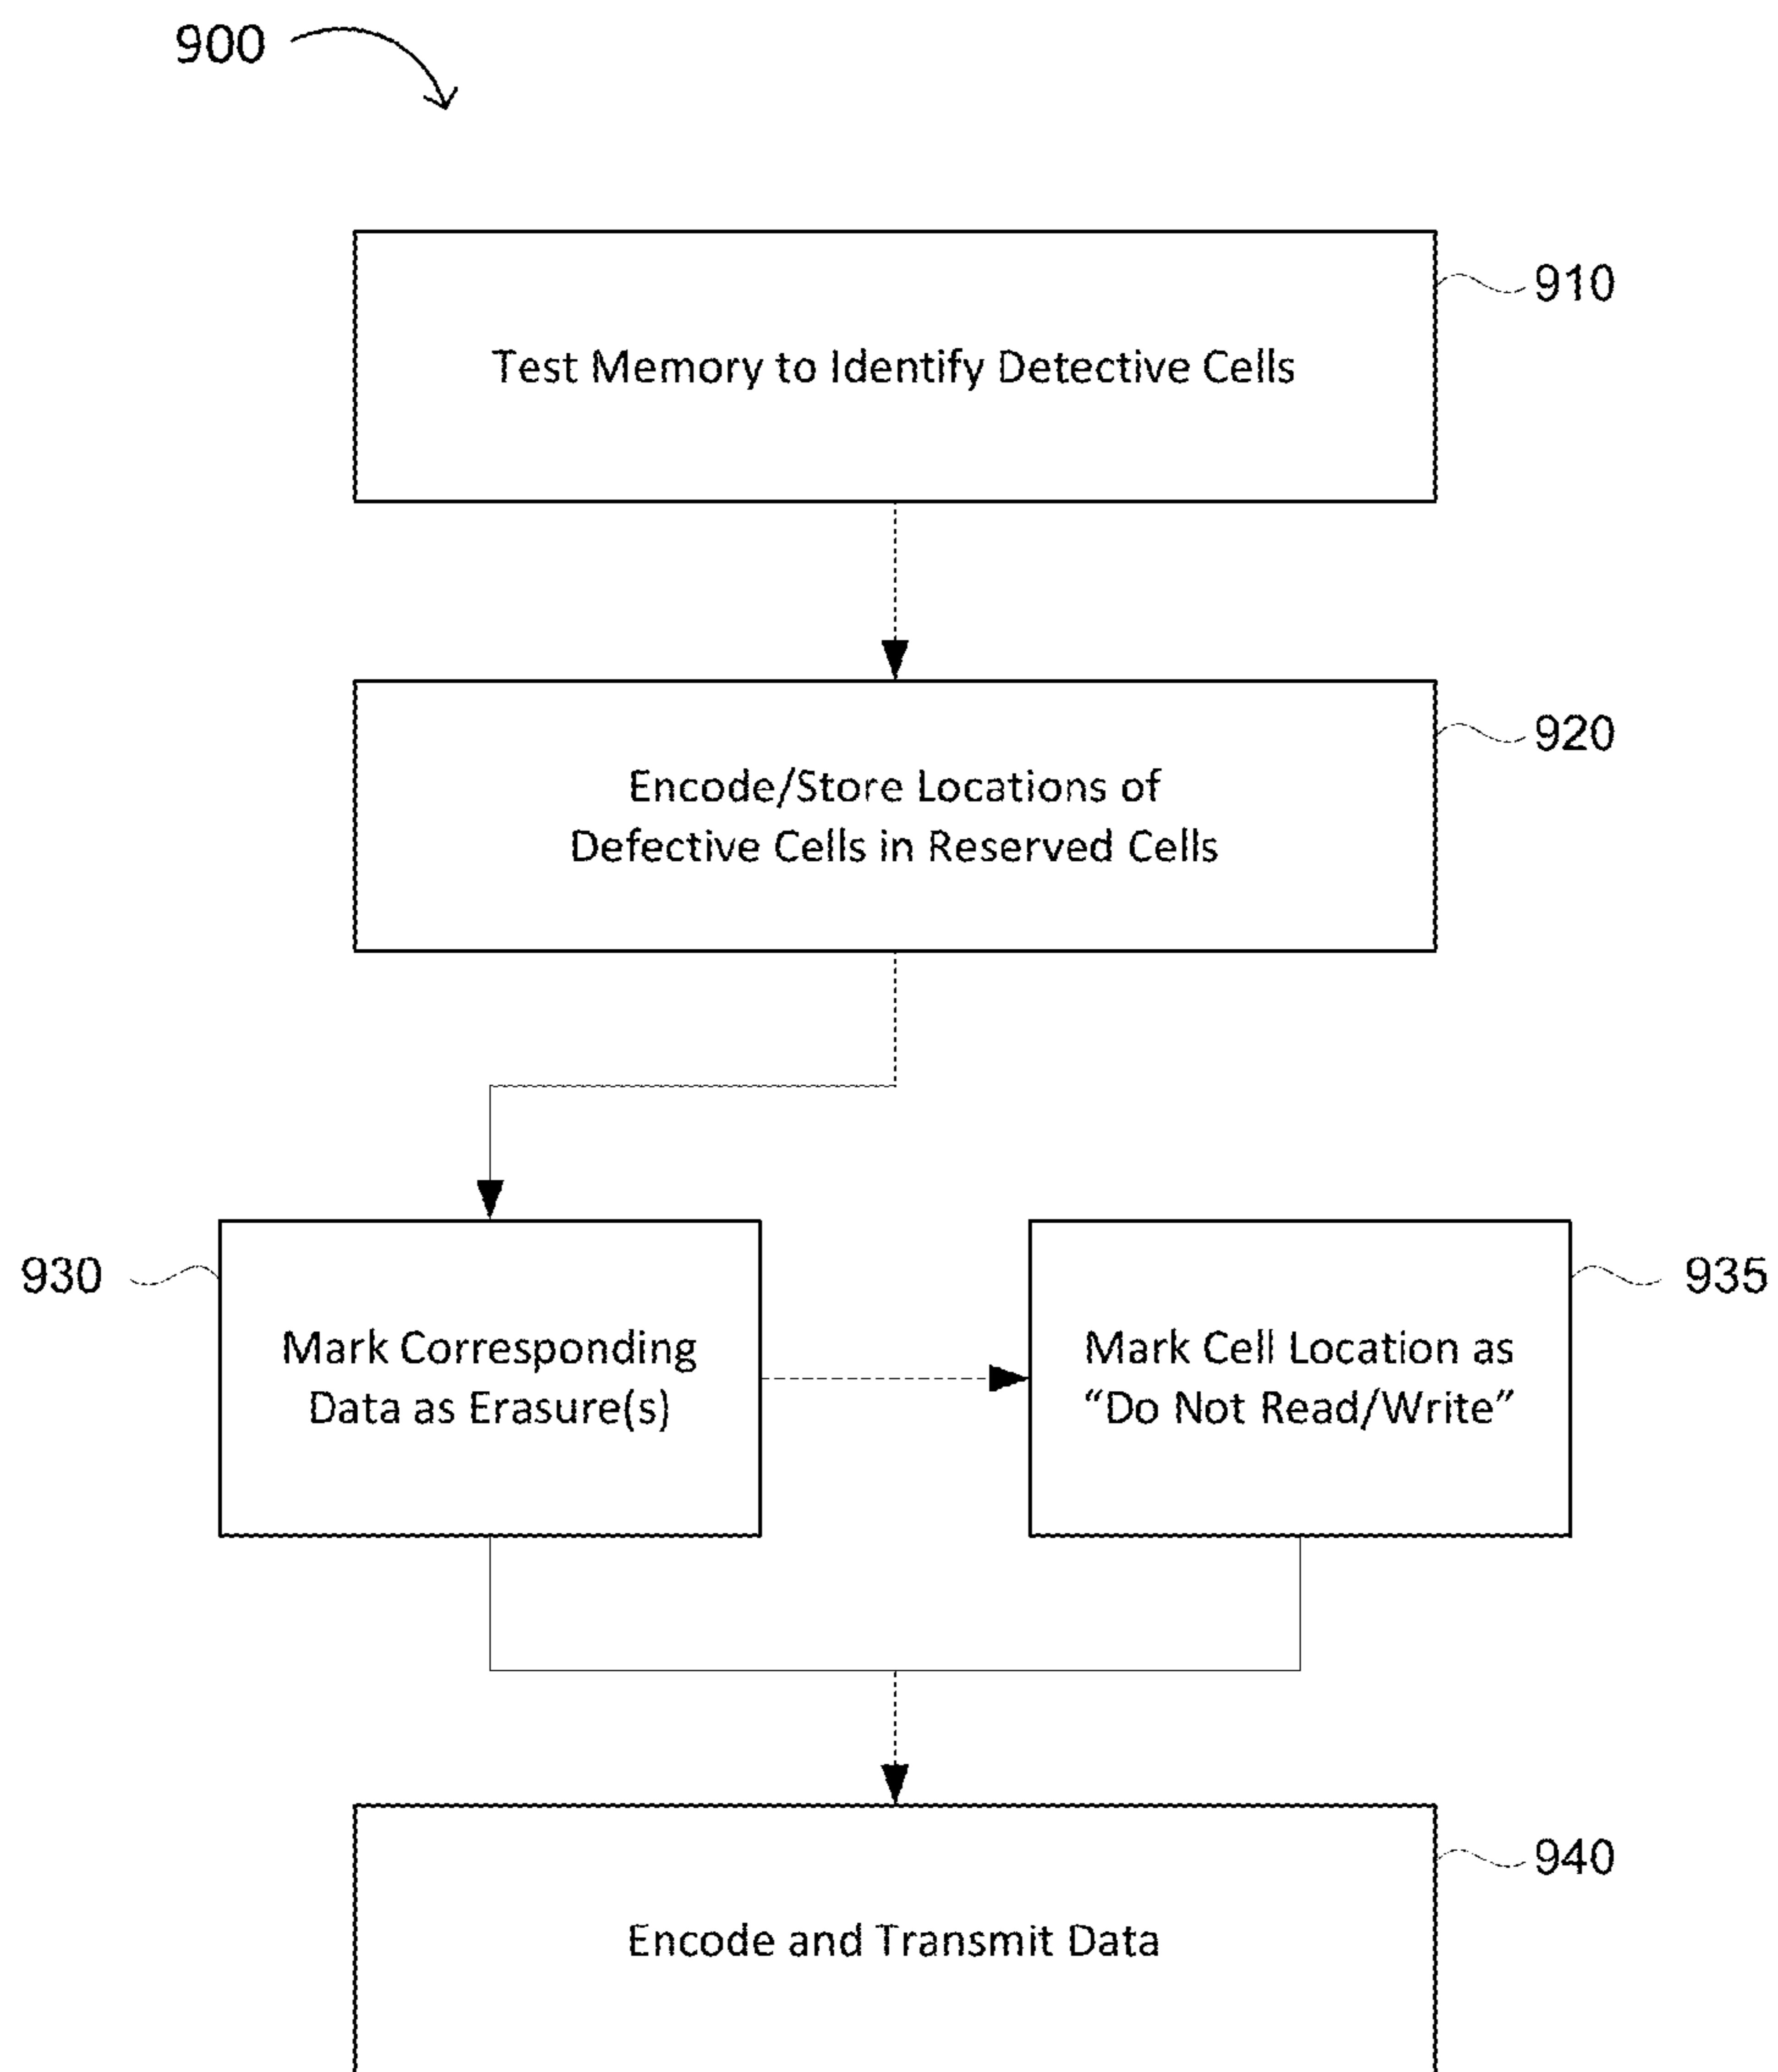 900
910
Test Memory to Identify Detective Cells
920
Encode/Store Locations of
Defective Cells in Reserved Cells
930
935
Mark Corresponding
Data as Erasure(s)
Mark Cell Location as
“Do Not Read/Write”
940
Encode and Transmit Data